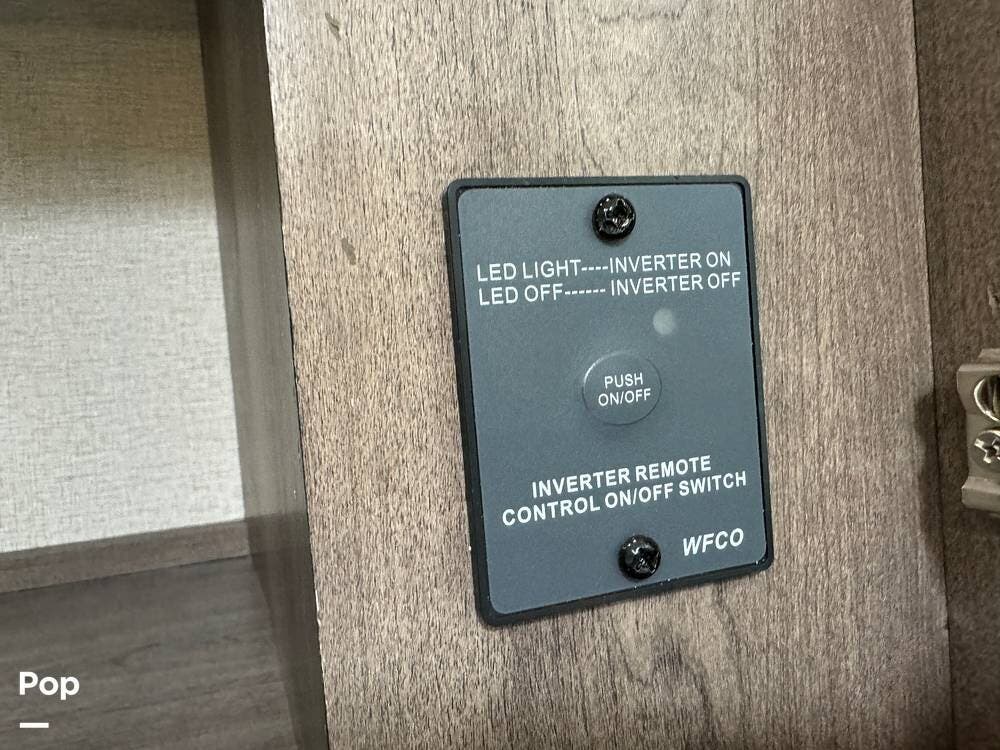 LED LIGHT----INVERTER ON
LED OFF------ INVERTER OFF
PUSH
ON/OFF
INVERTER REMOTE
CONTROL ON/OFF SWITCH
WFCO
Pop